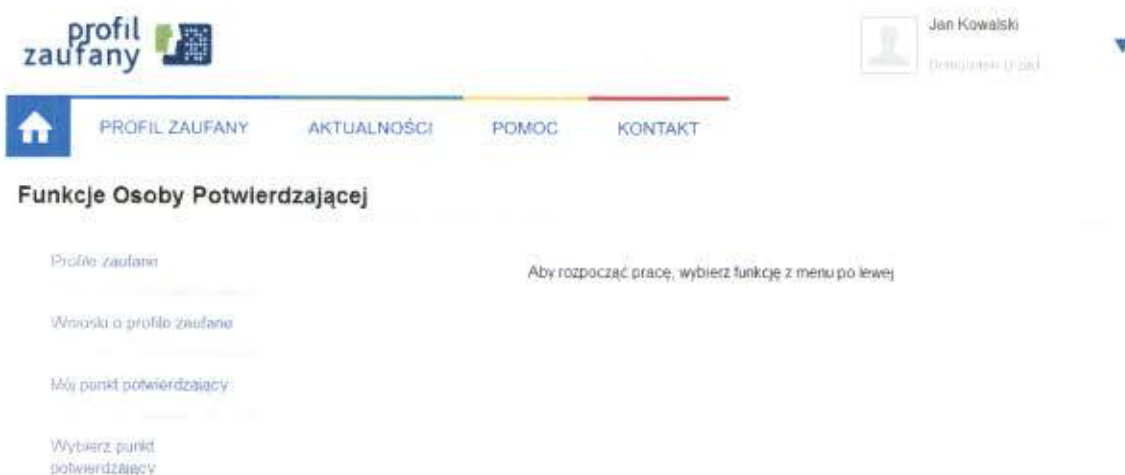 profil
zaufany
Jan Kowalski
PROFIL ZAUFANY
AKTUALNOŚCI
POMOC
KONTAKT
Funkcje Osoby Potwierdzającej
Profile zaufane
Aby rozpocząć pracę, wybierz funkcję z menu po lewej
Wnioski o profile zaufane
Mój punkt potwierdzający
Wybierz punkt
potwierdzający